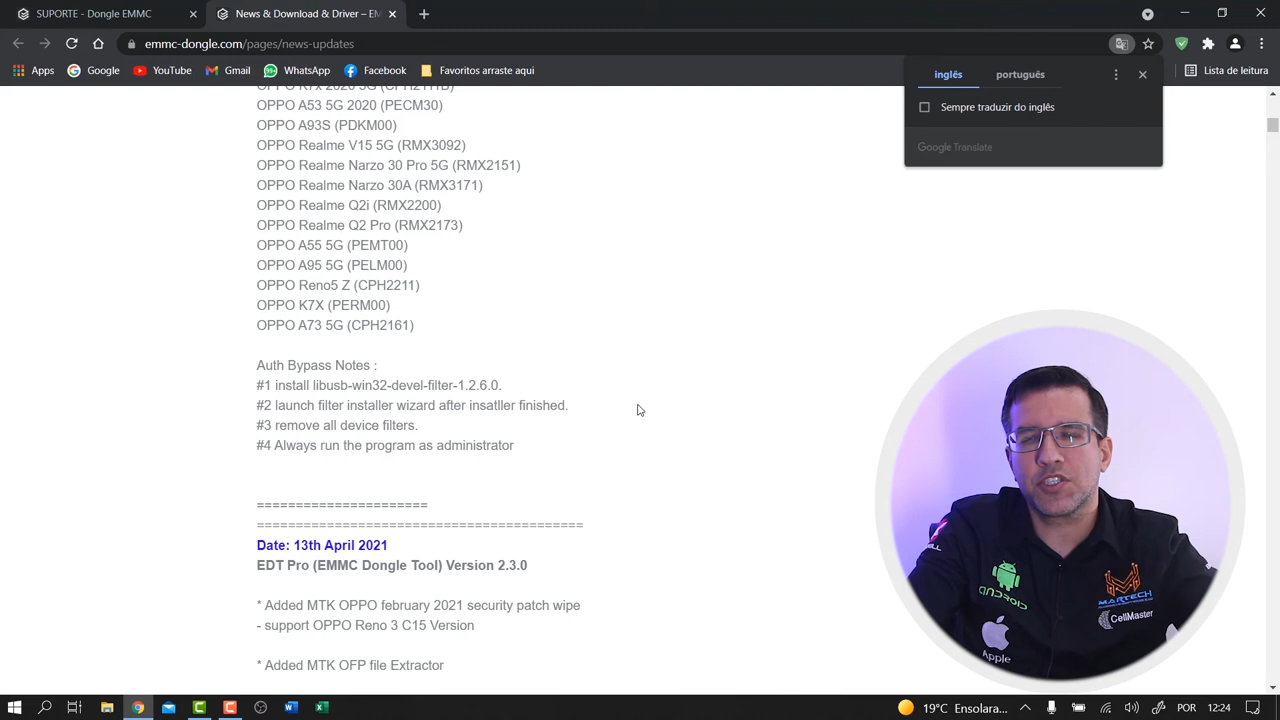 SUPORTE - Dongle EMMC
News & Download & Driver – EM
emmc-dongle.com/pages/news-updates
Apps
Google
YouTube
Gmail
99+
WhatsApp
Facebook
Favoritos arraste aqui
Lista de leitura
inglês
português
Sempre traduzir do inglês
Google Translate
OPPO A53 5G 2020 (PECM30)
OPPO A93S (PDKM00)
OPPO Realme V15 5G (RMX3092)
OPPO Realme Narzo 30 Pro 5G (RMX2151)
OPPO Realme Narzo 30A (RMX3171)
OPPO Realme Q2i (RMX2200)
OPPO Realme Q2 Pro (RMX2173)
OPPO A55 5G (PEMT00)
OPPO A95 5G (PELM00)
OPPO Reno5 Z (CPH2211)
OPPO K7X (PERM00)
OPPO A73 5G (CPH2161)
Auth Bypass Notes :
#1 install libusb-win32-devel-filter-1.2.6.0.
#2 launch filter installer wizard after insatller finished.
#3 remove all device filters.
#4 Always run the program as administrator
======================
==========================================
Date: 13th April 2021
EDT Pro (EMMC Dongle Tool) Version 2.3.0
* Added MTK OPPO february 2021 security patch wipe
- support OPPO Reno 3 C15 Version
* Added MTK OFP file Extractor
android
MARTECH
CellMaster
Apple
19°C Ensolara...
POR
12:24